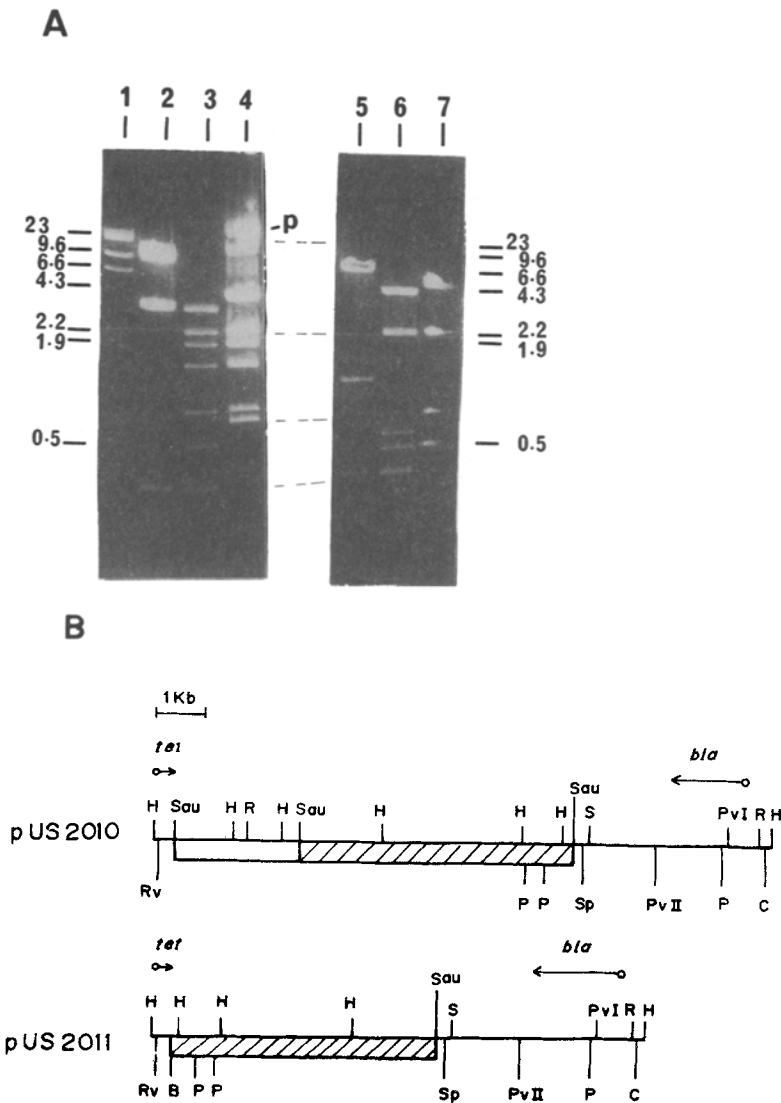 A
1 2 3 4
5 6 7
23
9.6
6.6
4.3
2.2
1.9
0.5
p
23
9.6
6.6
4.3
2.2
1.9
0.5
B
1Kb
tet
bla
H Sau H R H Sau H H H Sau S PvI R H
pUS2010
Rv P P Sp PvII P C
tet
bla
H H H H Sau S PvI R H
pUS2011
Rv B P P Sp PvII P C